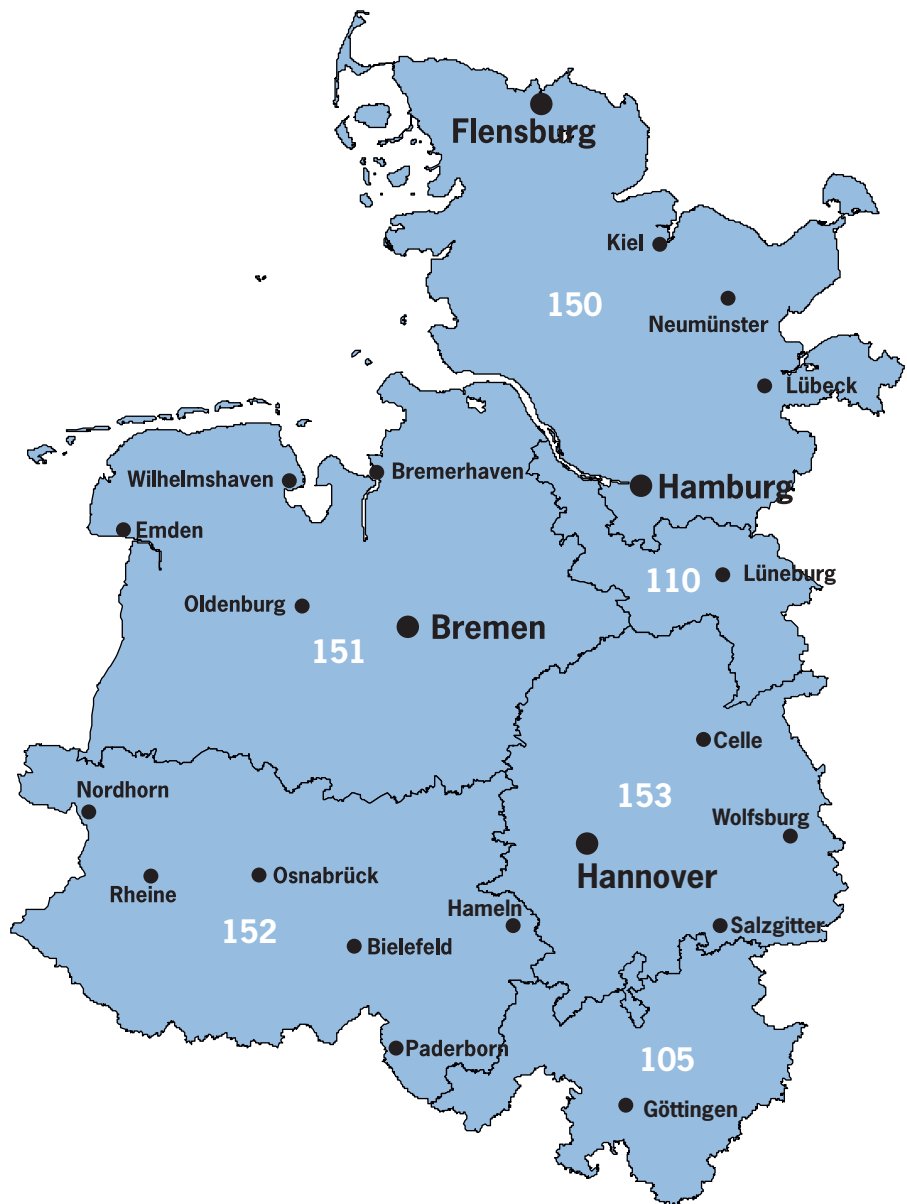 Flensburg
Kiel
150
Neumünster
Lübeck
Wilhelmshaven
Bremerhaven
Hamburg
Emden
110
Lüneburg
Oldenburg
Bremen
151
Celle
Nordhorn
153
Wolfsburg
Hannover
Osnabrück
Rheine
Hameln
152
Salzgitter
Bielefeld
Paderborn
105
Göttingen